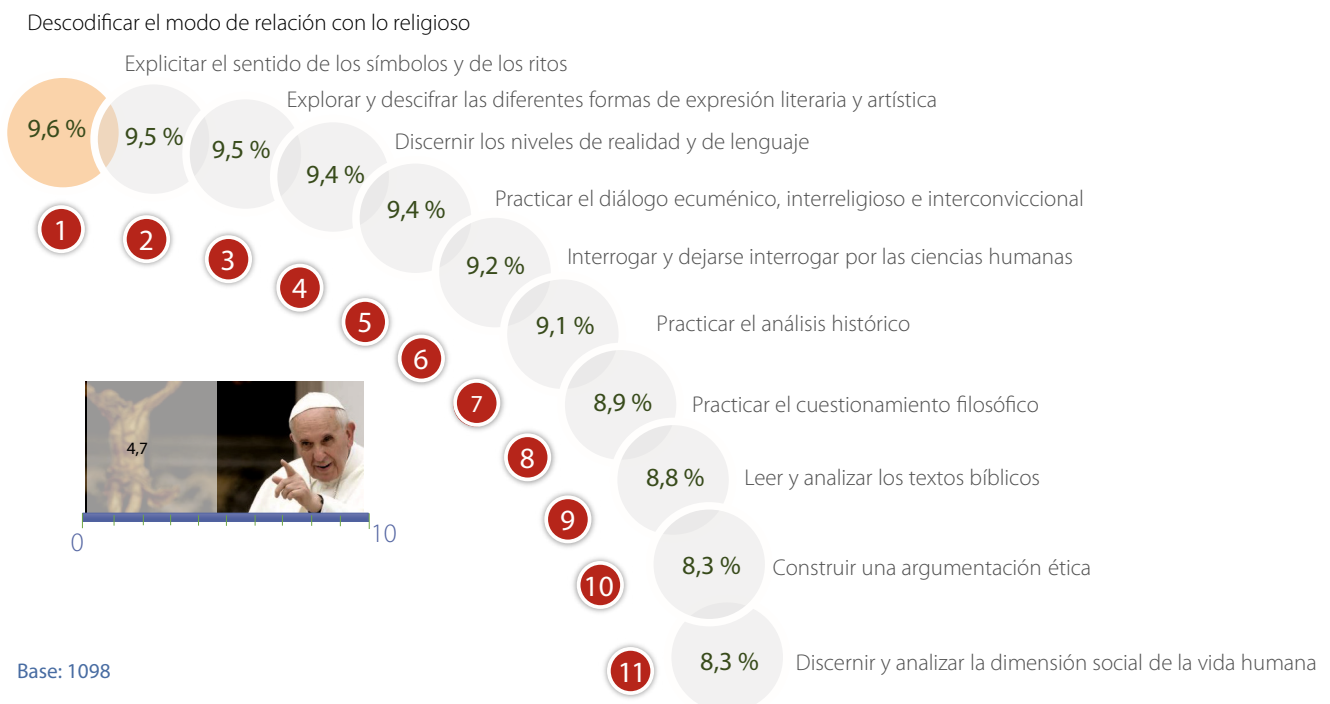 Descodificar el modo de relación con lo religioso
Explicitar el sentido de los símbolos y de los ritos
Explorar y descifrar las diferentes formas de expresión literaria y artística
Discernir los niveles de realidad y de lenguaje
Practicar el diálogo ecuménico, interreligioso e interconviccional
Interrogar y dejarse interrogar por las ciencias humanas
Practicar el análisis histórico
Practicar el cuestionamiento filosófico
Leer y analizar los textos bíblicos
Construir una argumentación ética
Discernir y analizar la dimensión social de la vida humana
9,6 %
9,5 %
9,5 %
9,4 %
9,4 %
9,2 %
9,1 %
8,9 %
8,8 %
8,3 %
8,3 %
1
2
3
4
5
6
7
8
9
10
11
4,7
0
10
Base: 1098